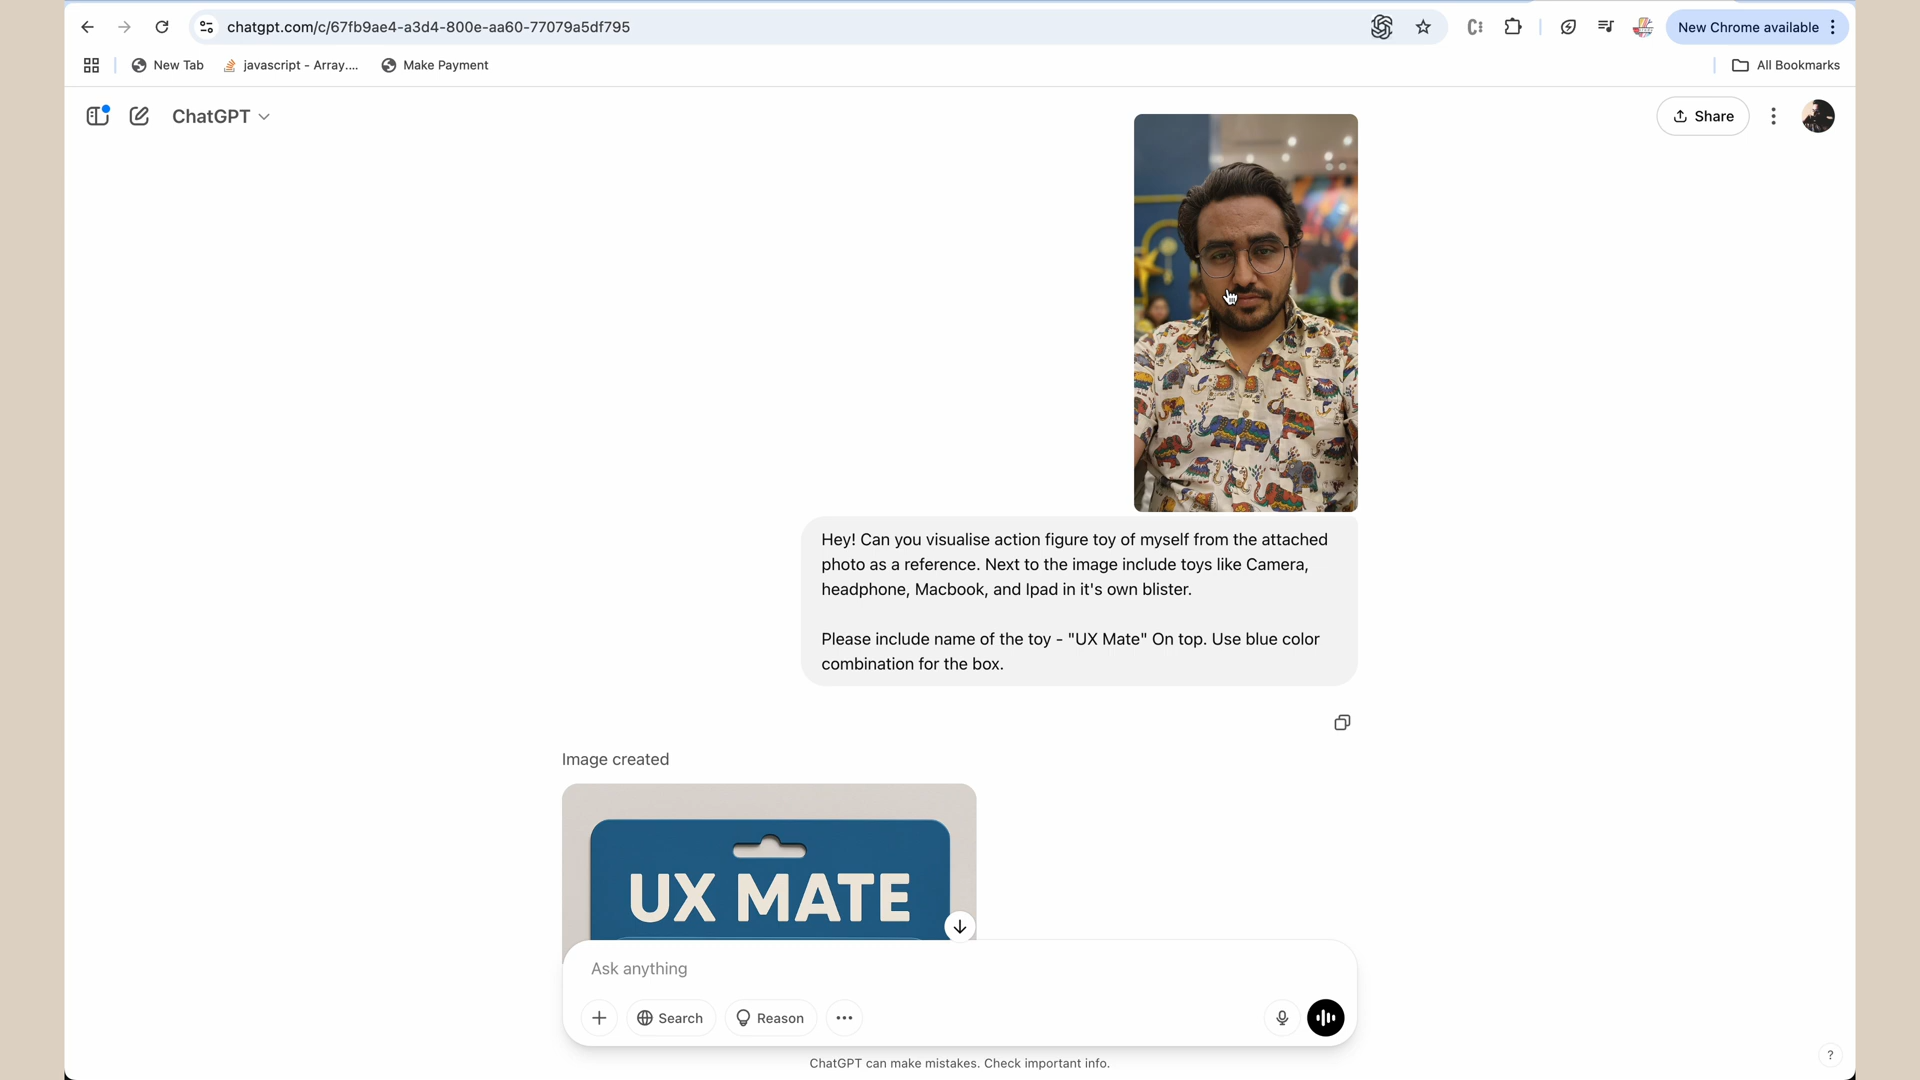 chatgpt.com/c/67fb9ae4-a3d4-800e-aa60-77079a5df795
New Chrome available
New Tab
javascript - Array....
Make Payment
All Bookmarks
ChatGPT
Share
Hey! Can you visualise action figure toy of myself from the attached
photo as a reference. Next to the image include toys like Camera,
headphone, Macbook, and Ipad in it's own blister.
Please include name of the toy - "UX Mate" On top. Use blue color
combination for the box.
Image created
UX MATE
Ask anything
Search
Reason
ChatGPT can make mistakes. Check important info.
?